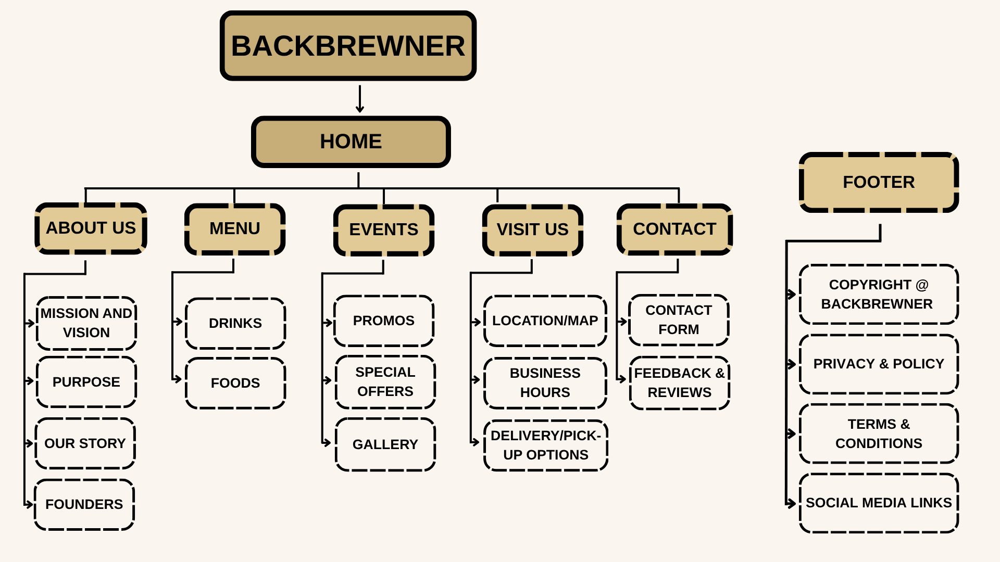 BACKBREWNER
HOME
FOOTER
ABOUT US
MENU
EVENTS
VISIT US
CONTACT
MISSION AND
VISION
PURPOSE
OUR STORY
FOUNDERS
DRINKS
FOODS
PROMOS
SPECIAL
OFFERS
GALLERY
LOCATION/MAP
BUSINESS
HOURS
DELIVERY/PICK-
UP OPTIONS
CONTACT
FORM
FEEDBACK &
REVIEWS
COPYRIGHT @
BACKBREWNER
PRIVACY & POLICY
TERMS &
CONDITIONS
SOCIAL MEDIA LINKS